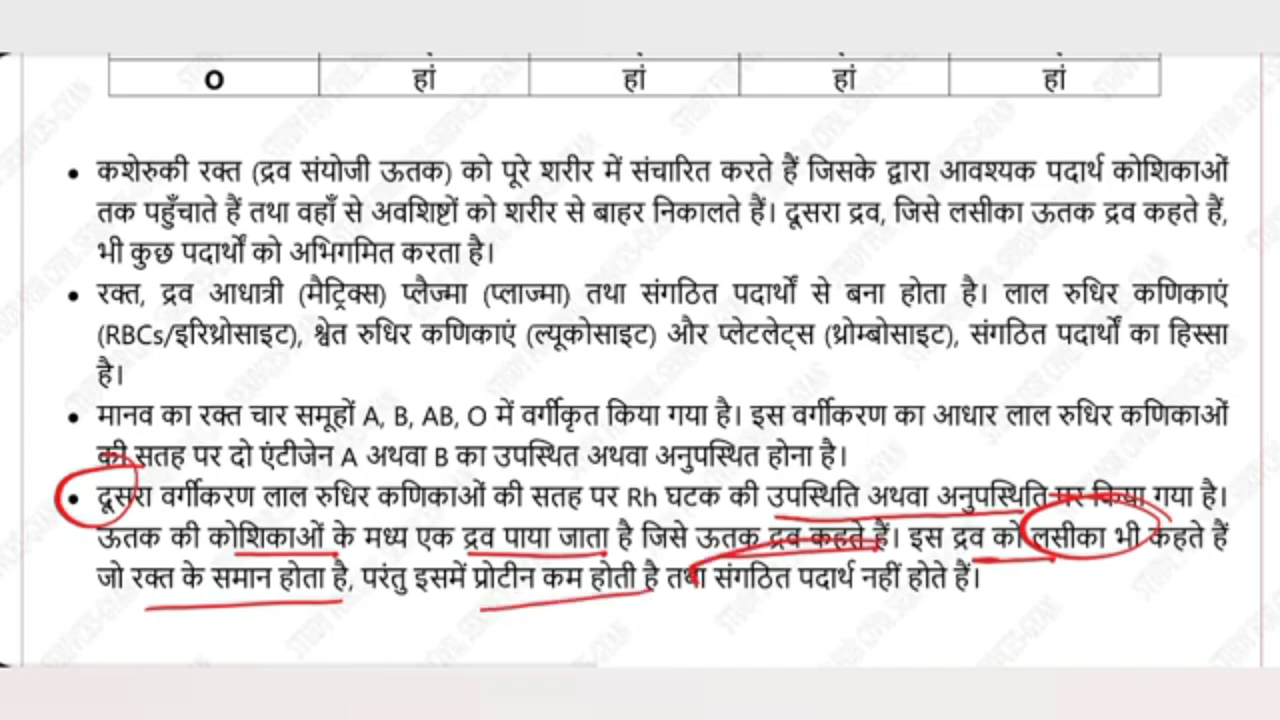 O हां हां हां हां
• कशेरुकी रक्त (द्रव संयोजी ऊतक) को पूरे शरीर में संचारित करते हैं जिसके द्वारा आवश्यक पदार्थ कोशिकाओं
तक पहुँचाते हैं तथा वहाँ से अवशिष्टों को शरीर से बाहर निकालते हैं। दूसरा द्रव, जिसे लसीका ऊतक द्रव कहते हैं,
भी कुछ पदार्थों को अभिगमित करता है।
• रक्त, द्रव आधात्री (मैट्रिक्स) प्लैज्मा (प्लाज्मा) तथा संगठित पदार्थों से बना होता है। लाल रुधिर कणिकाएं
(RBCs/इरिथ्रोसाइट), श्वेत रुधिर कणिकाएं (ल्यूकोसाइट) और प्लेटलेट्स (थ्रोम्बोसाइट), संगठित पदार्थों का हिस्सा
है।
• मानव का रक्त चार समूहों A, B, AB, O में वर्गीकृत किया गया है। इस वर्गीकरण का आधार लाल रुधिर कणिकाओं
की सतह पर दो एंटीजेन A अथवा B का उपस्थित अथवा अनुपस्थित होना है।
• दूसरा वर्गीकरण लाल रुधिर कणिकाओं की सतह पर Rh घटक की उपस्थिति अथवा अनुपस्थिति पर किया गया है।
ऊतक की कोशिकाओं के मध्य एक द्रव पाया जाता है जिसे ऊतक द्रव कहते हैं। इस द्रव को लसीका भी कहते हैं
जो रक्त के समान होता है, परंतु इसमें प्रोटीन कम होती है तथा संगठित पदार्थ नहीं होते हैं।